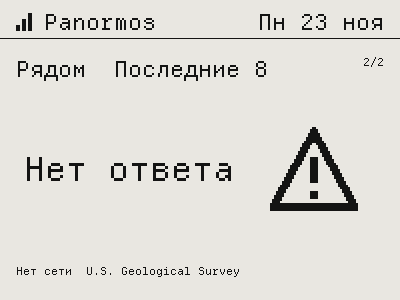 Panormos Пн 23 ноя
Рядом Последние 8 2/2
Нет ответа
Нет сети U.S. Geological Survey